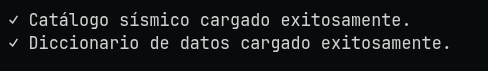 ✓ Catálogo sísmico cargado exitosamente.
✓ Diccionario de datos cargado exitosamente.